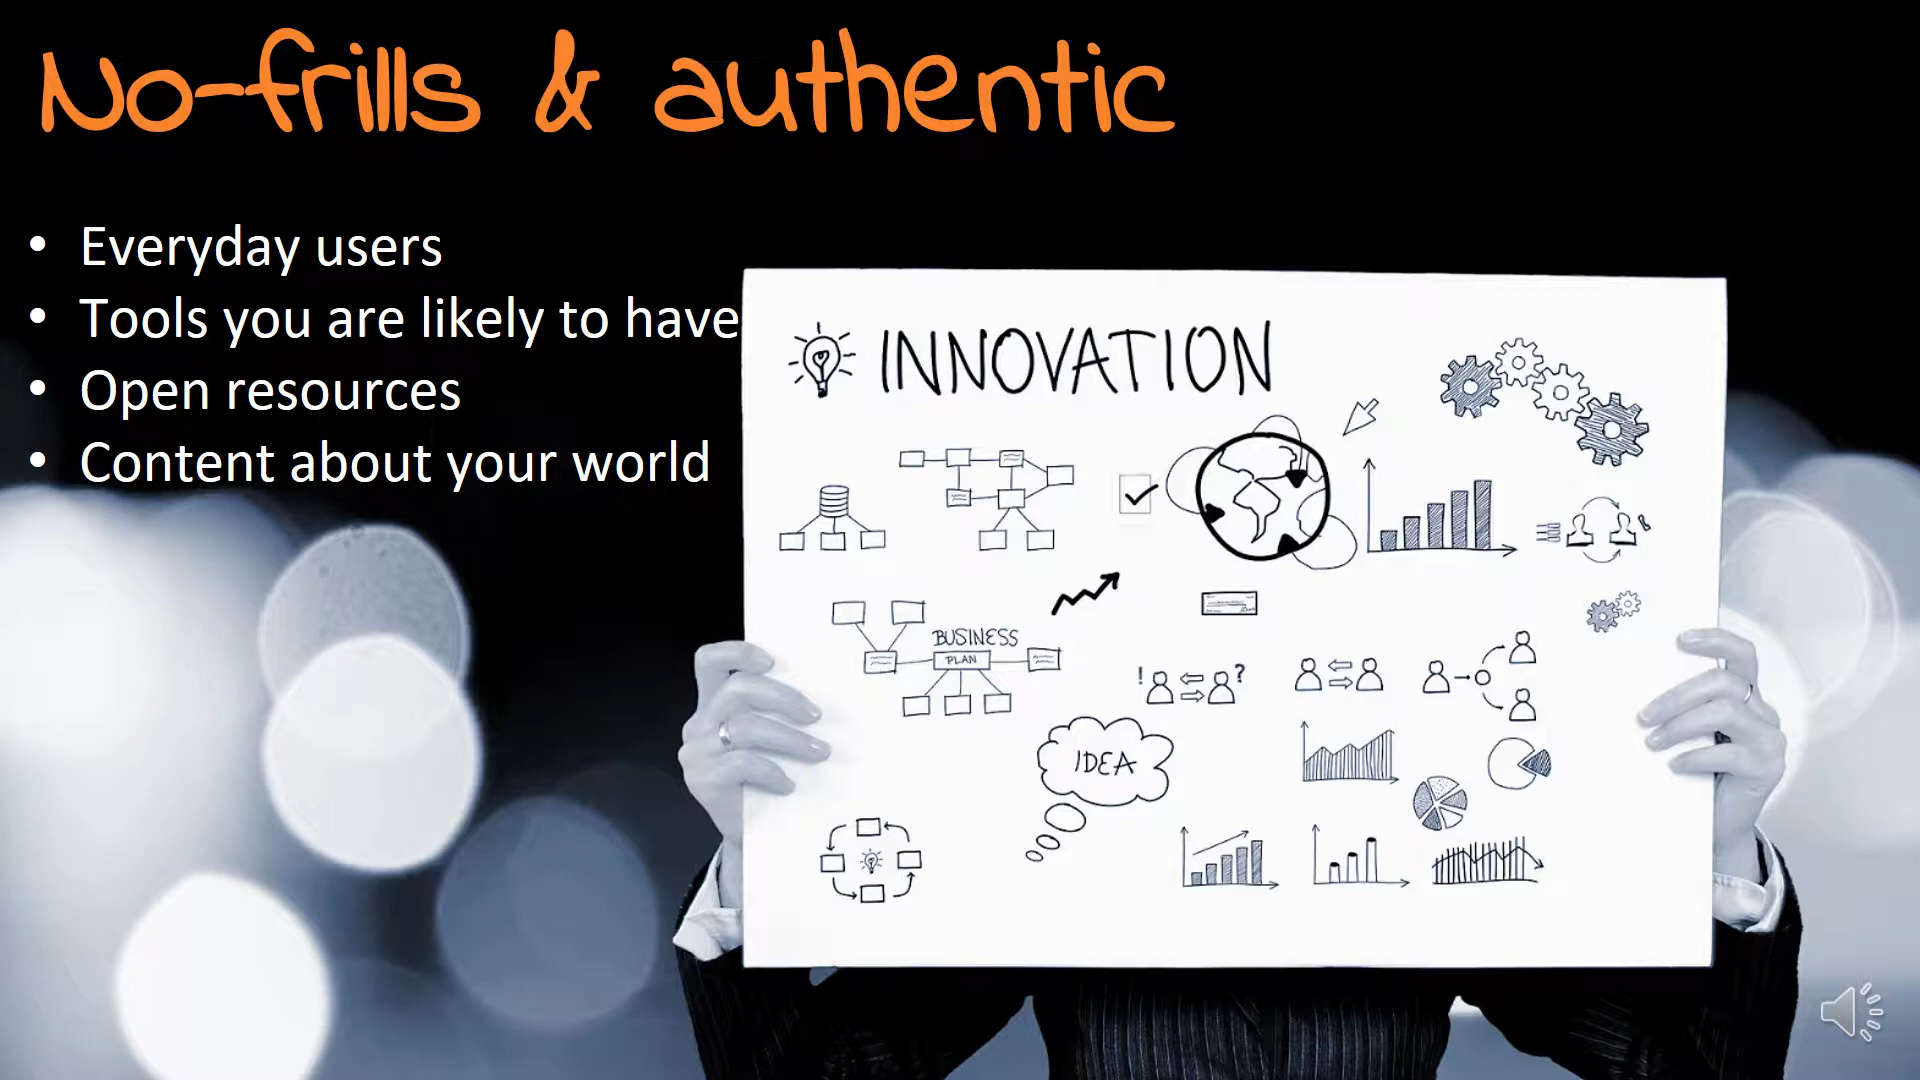 No-frills & authentic
• Everyday users
• Tools you are likely to have
• Open resources
• Content about your world
INNOVATION
BUSINESS
PLAN
! ?
IDEA